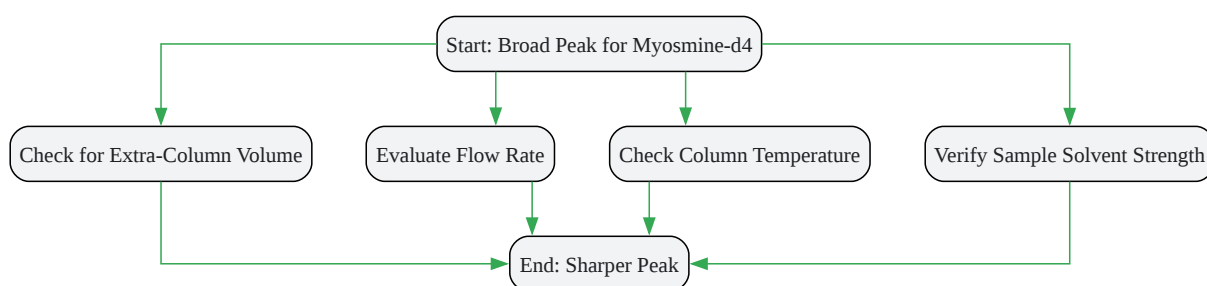 Start: Broad Peak for Myosmine-d4
Check for Extra-Column Volume
Evaluate Flow Rate
Check Column Temperature
Verify Sample Solvent Strength
End: Sharper Peak